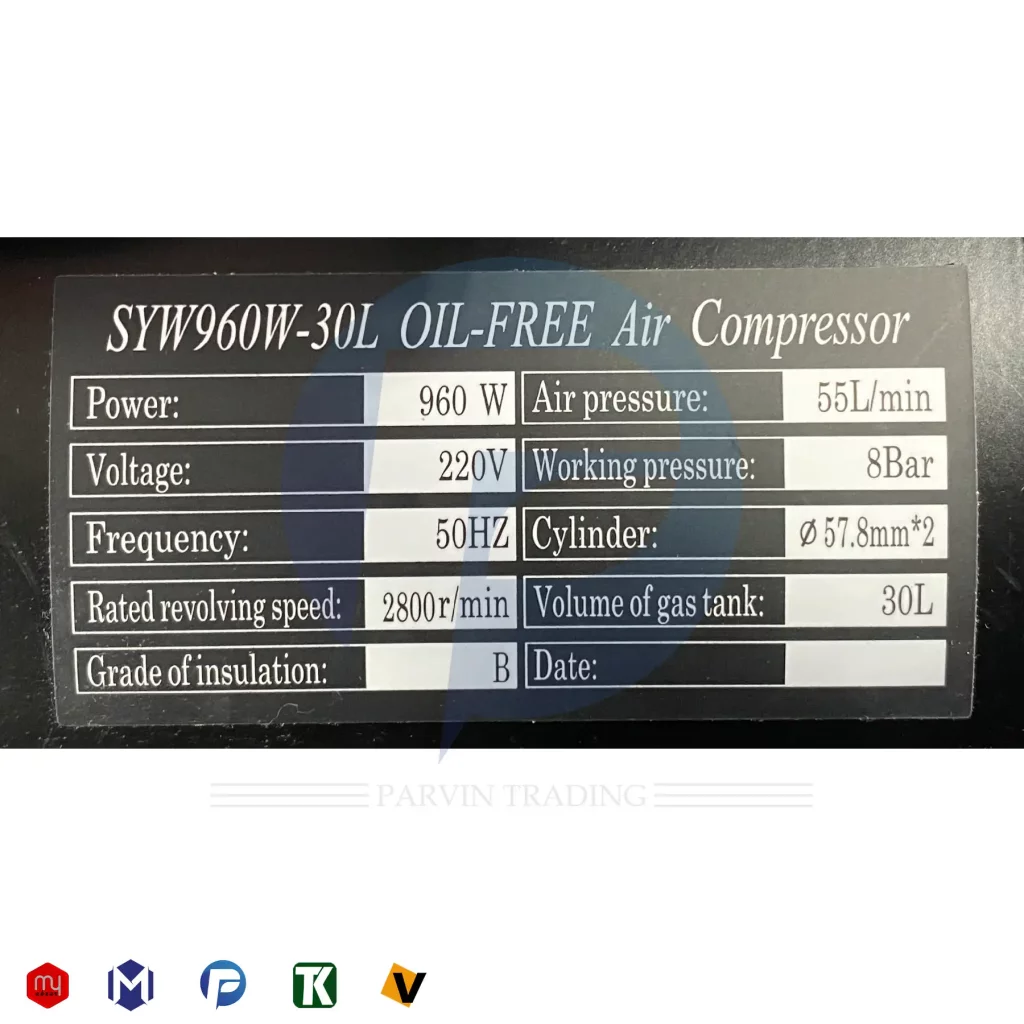 SYW960W-30L OIL-FREE Air Compressor
Power: 960 W Air pressure: 55L/min
Voltage: 220V Working pressure: 8Bar
Frequency: 50HZ Cylinder: Ø 57.8mm*2
Rated revolving speed: 2800r/min Volume of gas tank: 30L
Grade of insulation: B Date:
PARVIN TRADING
my M P TK V